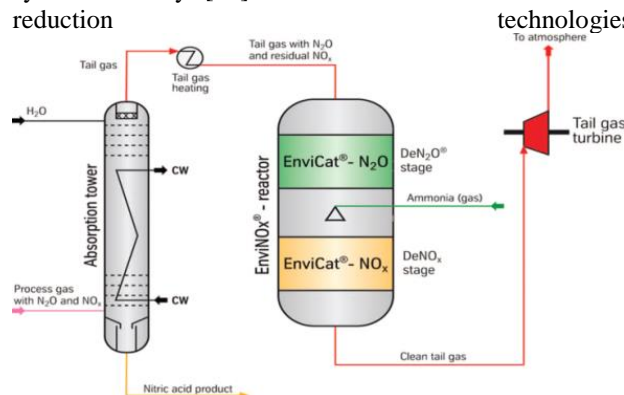 reduction technologies
To atmosphere
Tail gas with N₂O
and residual NOₓ
Tail gas
Tail gas
heating
H₂O
Tail gas
turbine
EnviCat®- N₂O
DeN₂O®
stage
CW
Absorption tower
EnviNOx®- reactor
Ammonia (gas)
EnviCat®- NOₓ
DeNOₓ
stage
Process gas
with N₂O and NOₓ
CW
Clean tail gas
Nitric acid product